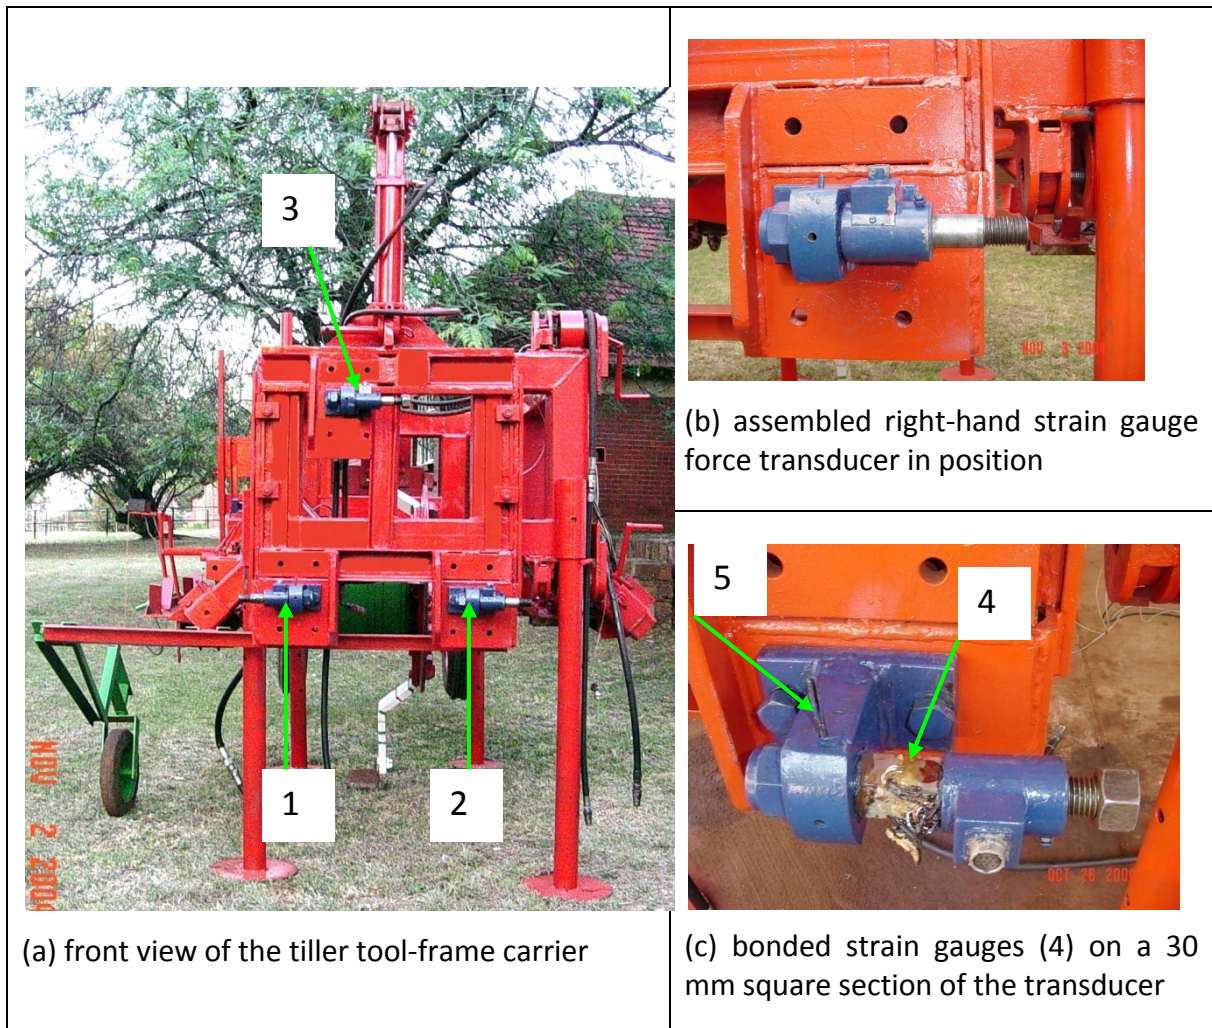 3
1
2
NOV 2 2004
(a) front view of the tiller tool-frame carrier
NOV 3 200
(b) assembled right-hand strain gauge
force transducer in position
5
4
OCT 26 200
(c) bonded strain gauges (4) on a 30
mm square section of the transducer